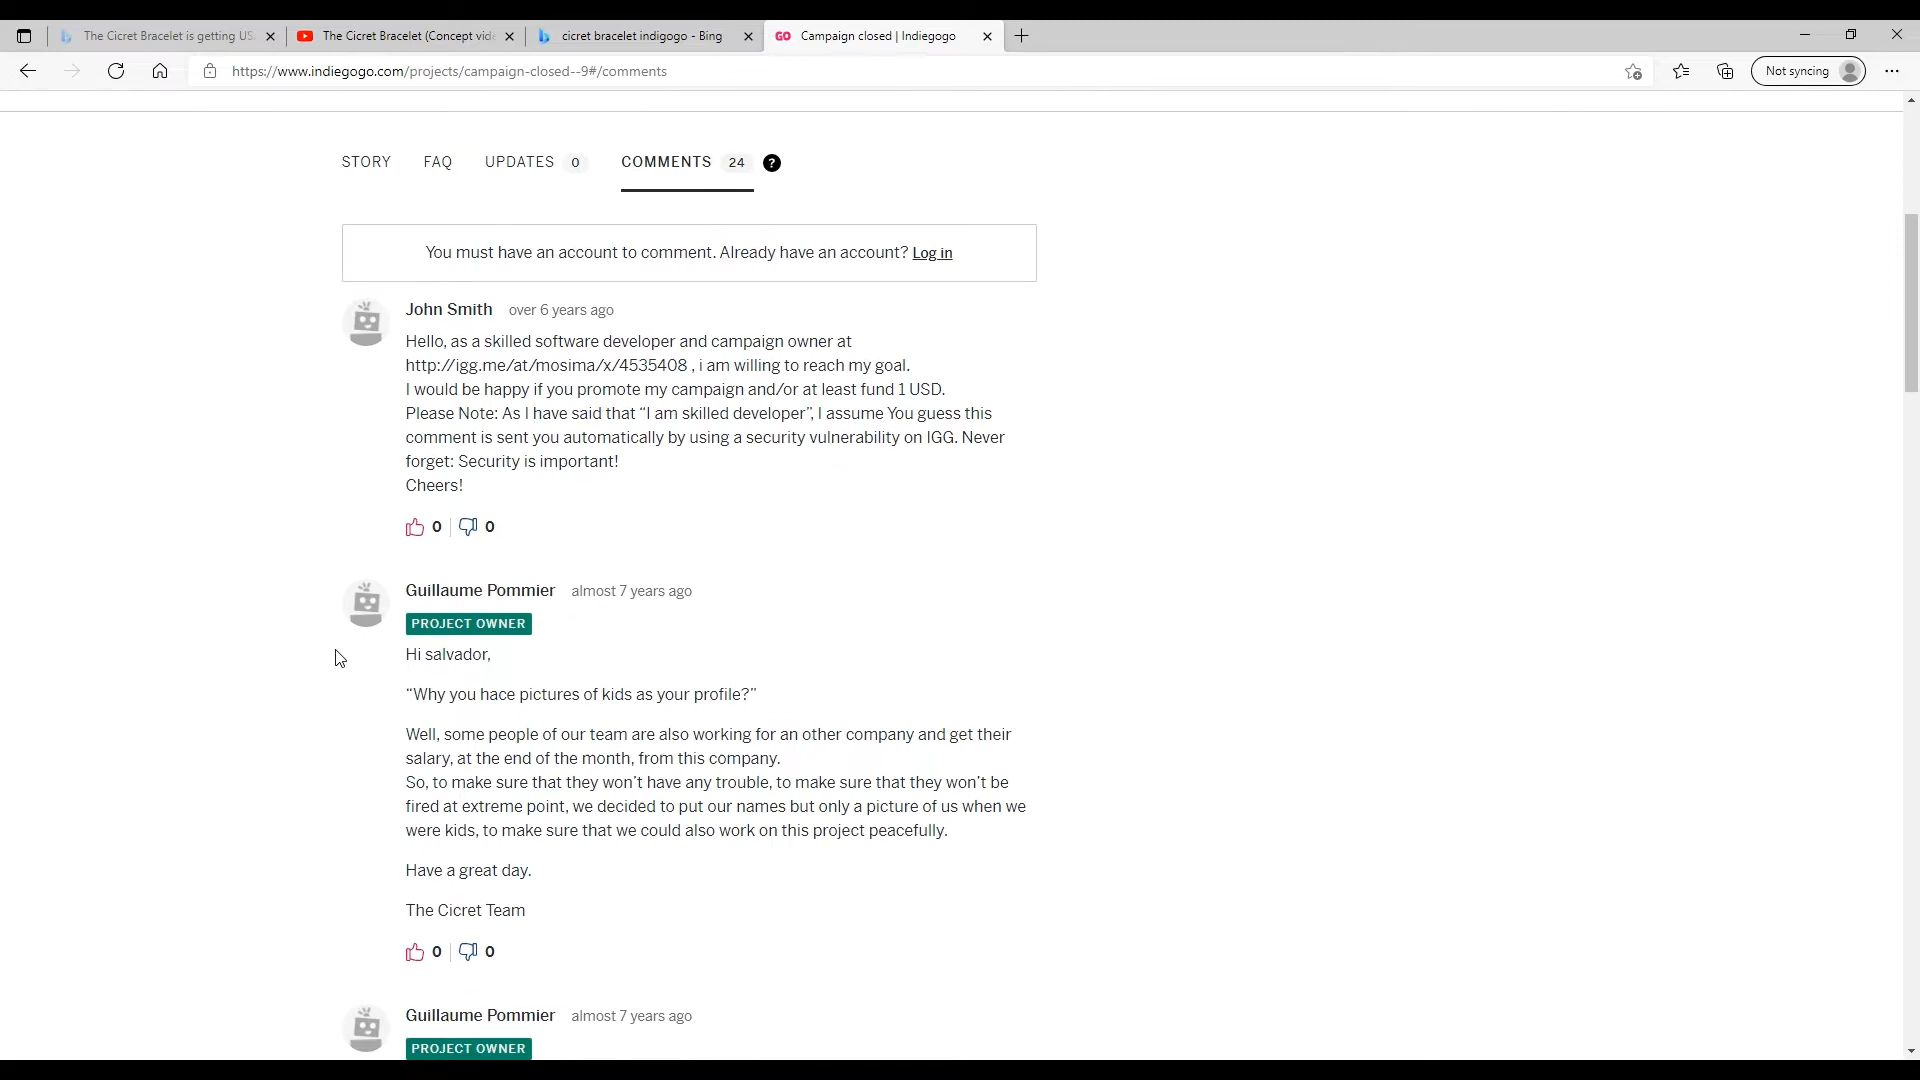 The Cicret Bracelet is getting US
The Cicret Bracelet (Concept vide
cicret bracelet indigogo - Bing
GO Campaign closed | Indiegogo
https://www.indiegogo.com/projects/campaign-closed--9#/comments
Not syncing
STORY FAQ UPDATES 0 COMMENTS 24 ?
You must have an account to comment. Already have an account? Log in
John Smith over 6 years ago
Hello, as a skilled software developer and campaign owner at
http://igg.me/at/mosima/x/4535408 , i am willing to reach my goal.
I would be happy if you promote my campaign and/or at least fund 1 USD.
Please Note: As I have said that “I am skilled developer”, I assume You guess this
comment is sent you automatically by using a security vulnerability on IGG. Never
forget: Security is important!
Cheers!
0 0
Guillaume Pommier almost 7 years ago
PROJECT OWNER
Hi salvador,
“Why you hace pictures of kids as your profile?”
Well, some people of our team are also working for an other company and get their
salary, at the end of the month, from this company.
So, to make sure that they won’t have any trouble, to make sure that they won’t be
fired at extreme point, we decided to put our names but only a picture of us when we
were kids, to make sure that we could also work on this project peacefully.
Have a great day.
The Cicret Team
0 0
Guillaume Pommier almost 7 years ago
PROJECT OWNER